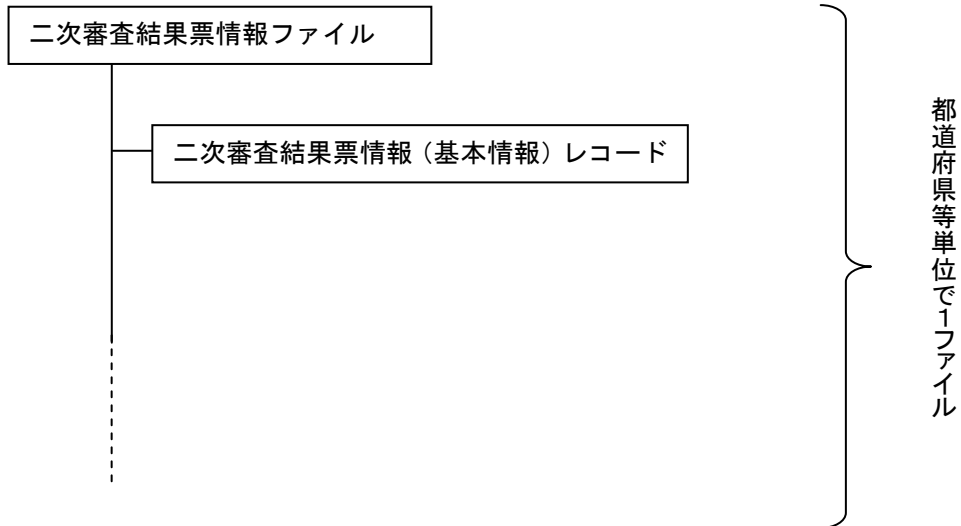 二次審査結果票情報ファイル
二次審査結果票情報（基本情報）レコード
都道府県等単位で１ファイル